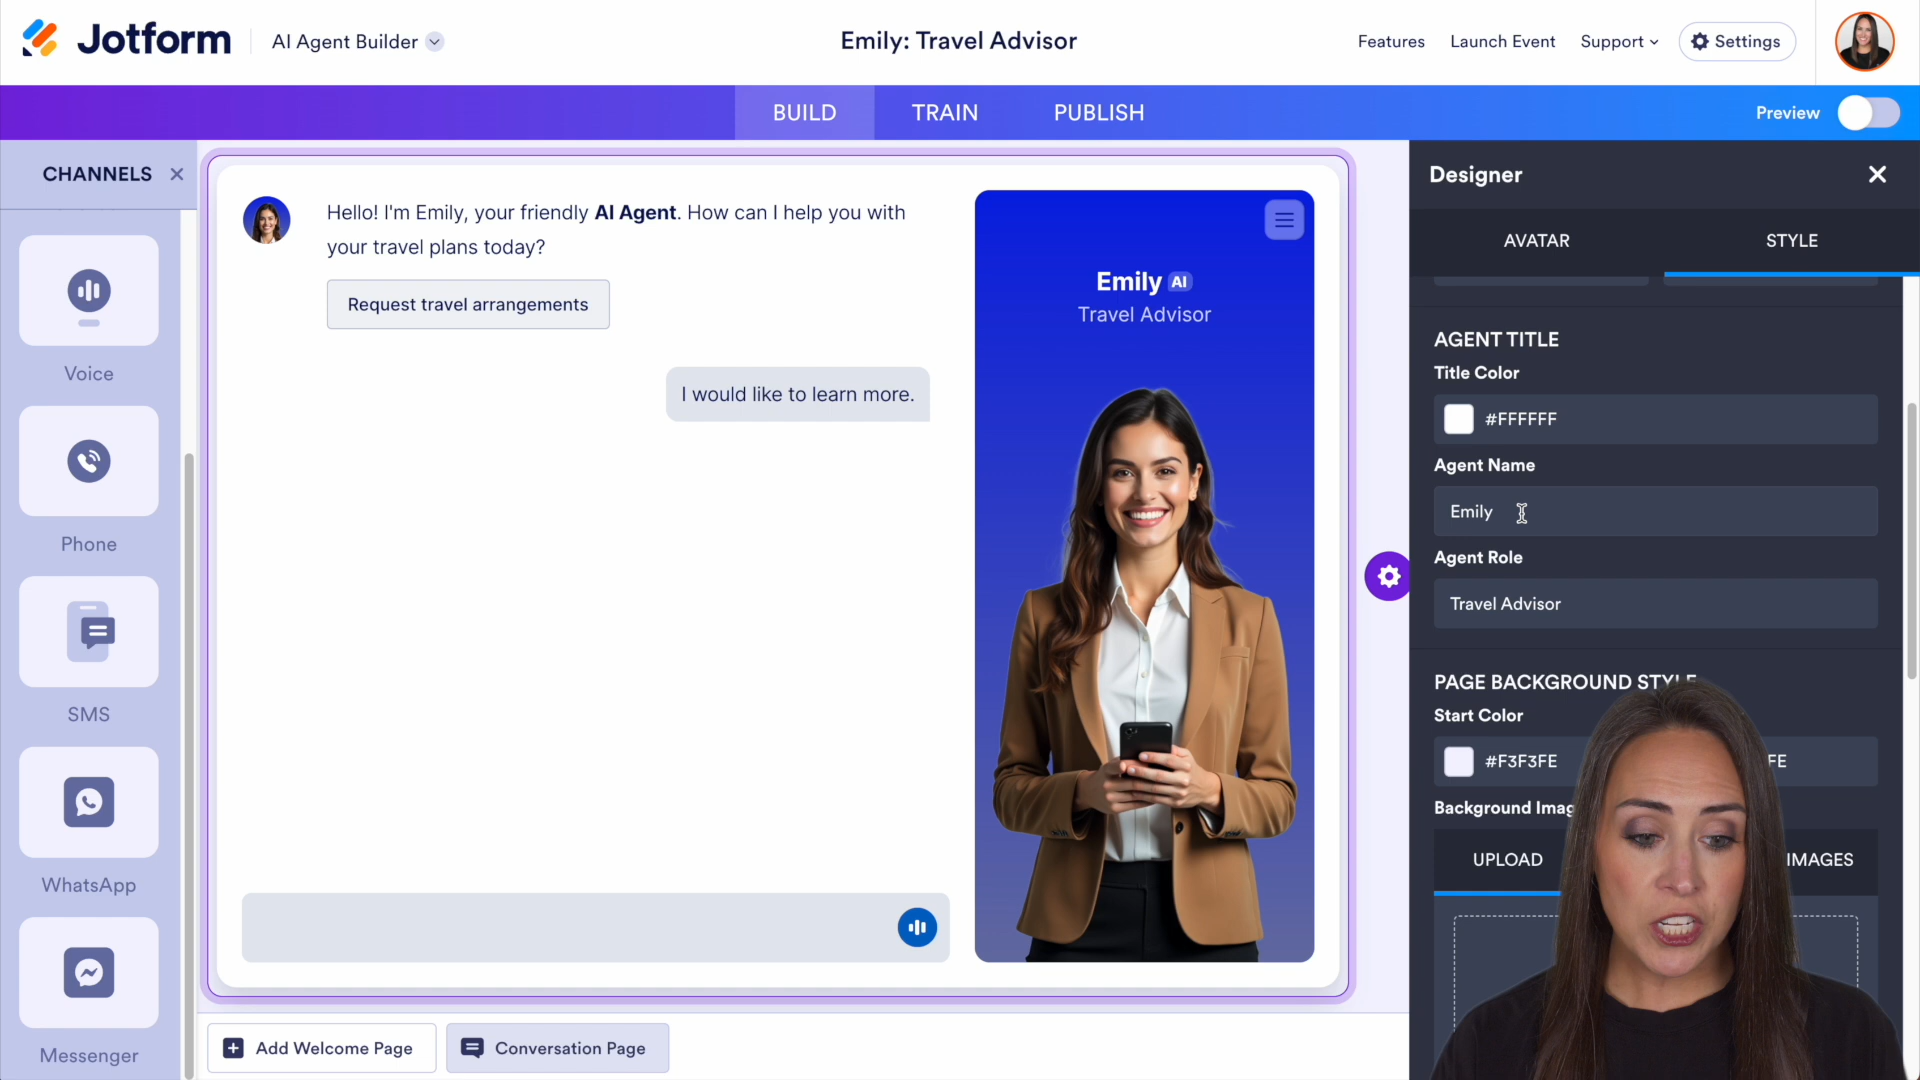 Jotform
AI Agent Builder
Emily: Travel Advisor
Features
Launch Event
Support
Settings
BUILD
TRAIN
PUBLISH
Preview
CHANNELS
Voice
Phone
SMS
WhatsApp
Messenger
Hello! I'm Emily, your friendly AI Agent. How can I help you with
your travel plans today?
Request travel arrangements
I would like to learn more.
Emily AI
Travel Advisor
Add Welcome Page
Conversation Page
Designer
AVATAR
STYLE
AGENT TITLE
Title Color
#FFFFFF
Agent Name
Emily
Agent Role
Travel Advisor
PAGE BACKGROUND STYLE
Start Color
#F3F3FE
FE
Background Imag
UPLOAD
IMAGES